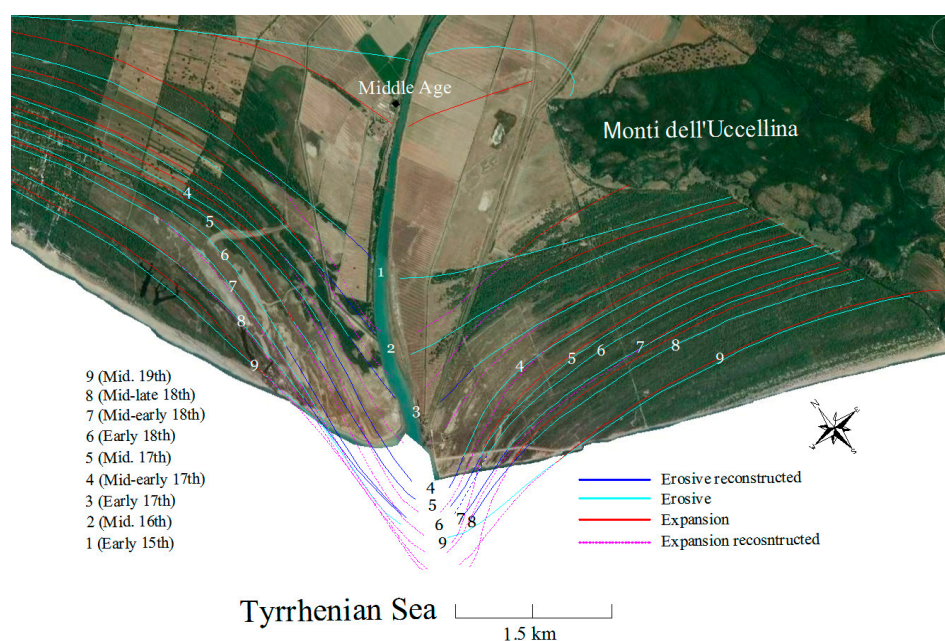 Middle Age
Monti dell'Uccellina
4
5
6
7
8
9
1
2
3
4
5
6
7
8
9
4
5
6
7
8
9
9 (Mid. 19th)
8 (Mid-late 18th)
7 (Mid-early 18th)
6 (Early 18th)
5 (Mid. 17th)
4 (Mid-early 17th)
3 (Early 17th)
2 (Mid. 16th)
1 (Early 15th)
N
E
S
Erosive reconstructed
Erosive
Expansion
Expansion recosntructed
Tyrrhenian Sea
1.5 km